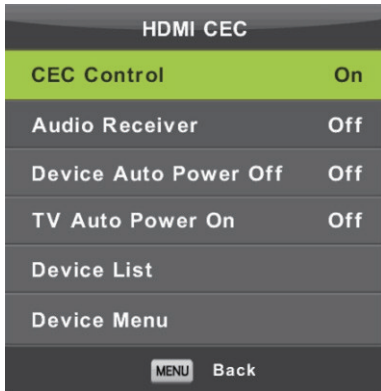 HDMI CEC
CEC Control On
Audio Receiver Off
Device Auto Power Off Off
TV Auto Power On Off
Device List
Device Menu
MENU Back